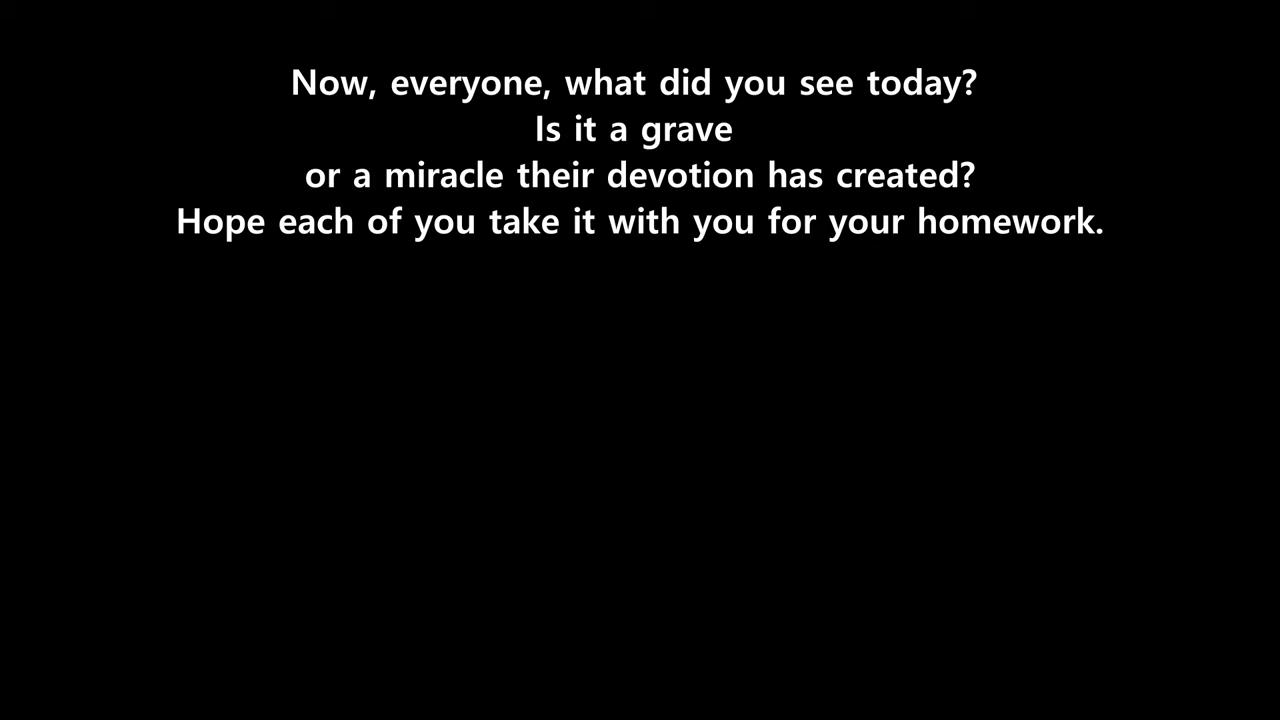 Now, everyone, what did you see today?
Is it a grave
or a miracle their devotion has created?
Hope each of you take it with you for your homework.